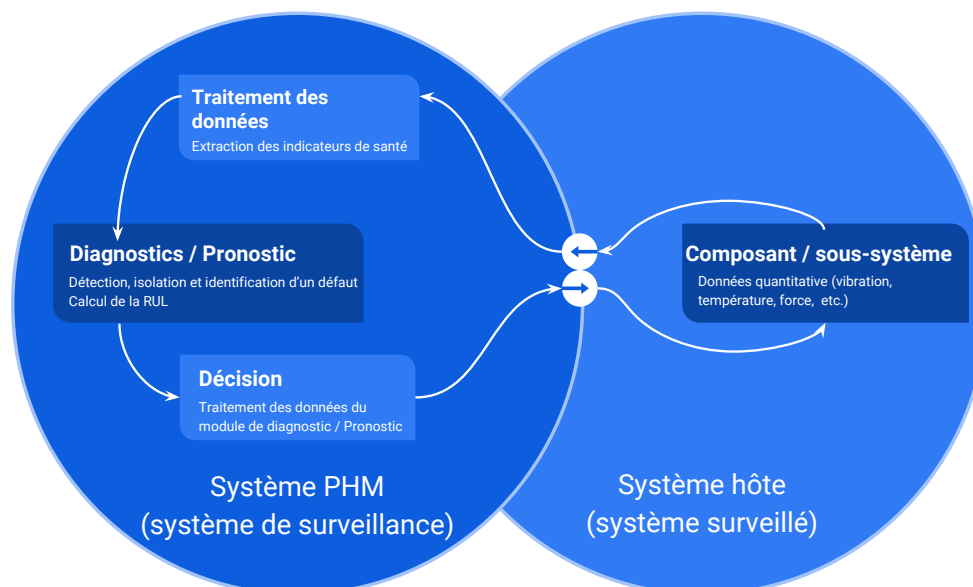 Traitement des
données
Extraction des indicateurs de santé
Diagnostics / Pronostic
Détection, isolation et identification d'un défaut
Calcul de la RUL
Composant / sous-système
Données quantitative (vibration,
température, force, etc.)
Décision
Traitement des données du
module de diagnostic / Pronostic
Système PHM
(système de surveillance)
Système hôte
(système surveillé)